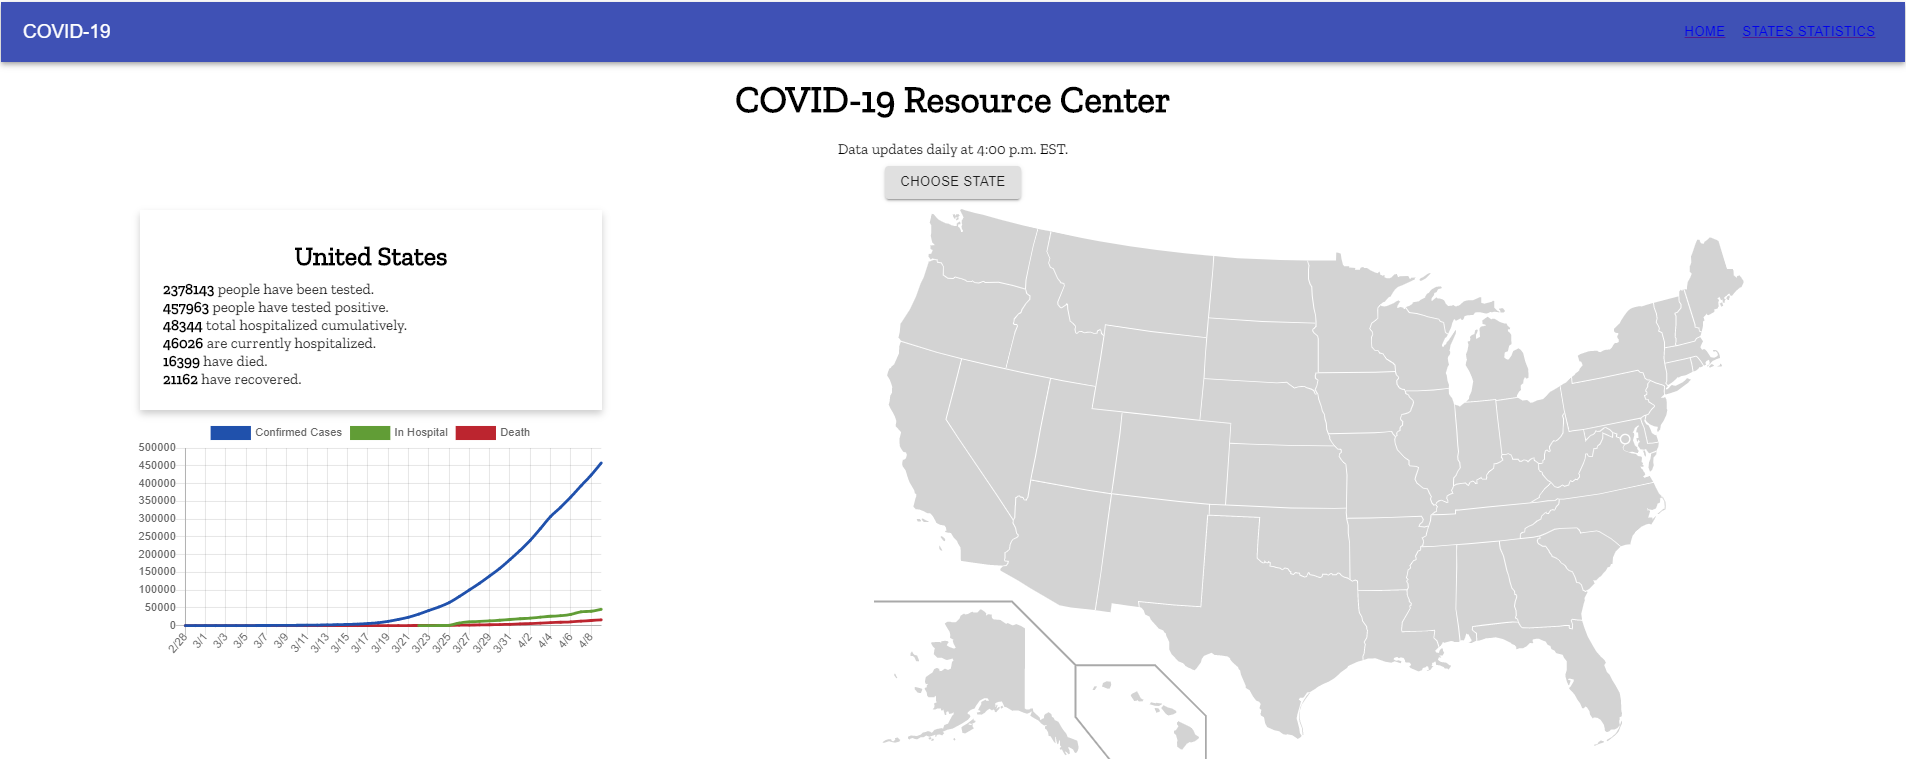 COVID-19
HOME STATES STATISTICS
COVID-19 Resource Center
Data updates daily at 4:00 p.m. EST.
CHOOSE STATE
United States
2378143 people have been tested.
457963 people have tested positive.
48344 total hospitalized cumulatively.
46026 are currently hospitalized.
16399 have died.
21162 have recovered.
Confirmed Cases In Hospital Death
500000
450000
400000
350000
300000
250000
200000
150000
100000
50000
0
2/28 3/1 3/3 3/5 3/7 3/9 3/11 3/13 3/15 3/17 3/19 3/21 3/23 3/25 3/27 3/29 3/31 4/2 4/4 4/6 4/8